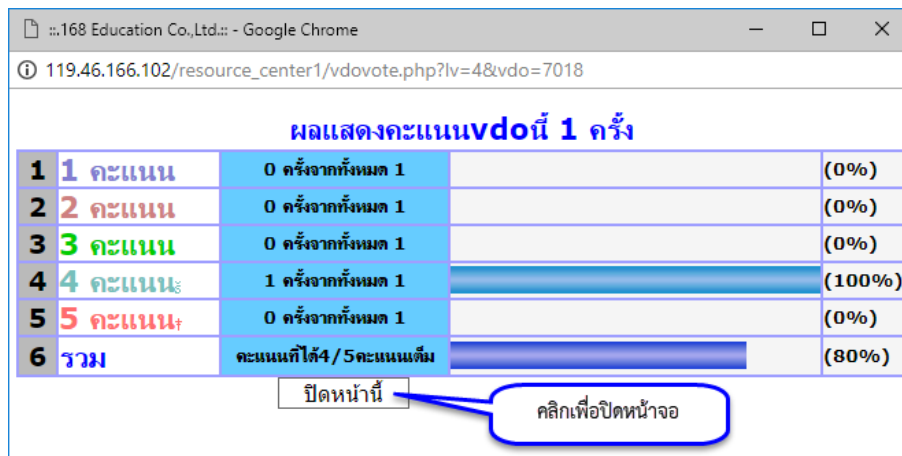 ::.168 Education Co.,Ltd.:: - Google Chrome
119.46.166.102/resource_center1/vdovote.php?lv=4&vdo=7018
ผลแสดงคะแนนvdoนี้ 1 ครั้ง
1 1 คะแนน 0 ครั้งจากทั้งหมด 1 (0%)
2 2 คะแนน 0 ครั้งจากทั้งหมด 1 (0%)
3 3 คะแนน 0 ครั้งจากทั้งหมด 1 (0%)
4 4 คะแนน 1 ครั้งจากทั้งหมด 1 (100%)
5 5 คะแนน† 0 ครั้งจากทั้งหมด 1 (0%)
6 รวม คะแนนที่ได้4/5คะแนนเต็ม (80%)
ปิดหน้านี้
คลิกเพื่อปิดหน้าจอ